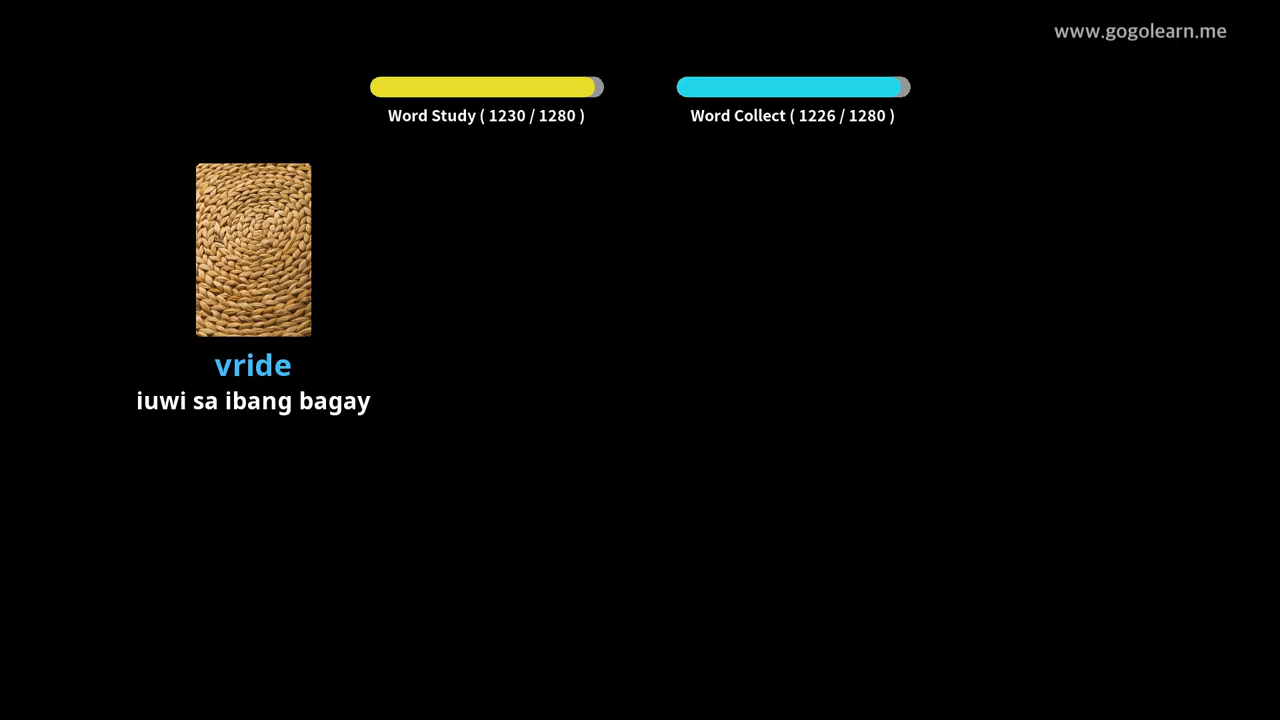 www.gogolearn.me
Word Study ( 1230 / 1280 )
Word Collect ( 1226 / 1280 )
vride
iuwi sa ibang bagay